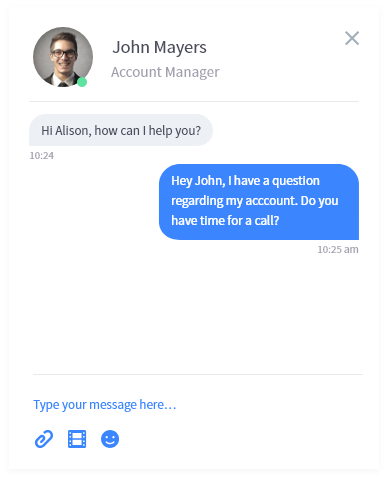 John Mayers
Account Manager
Hi Alison, how can I help you?
10:24
Hey John, I have a question
regarding my acccount. Do you
have time for a call?
10:25 am
Type your message here...